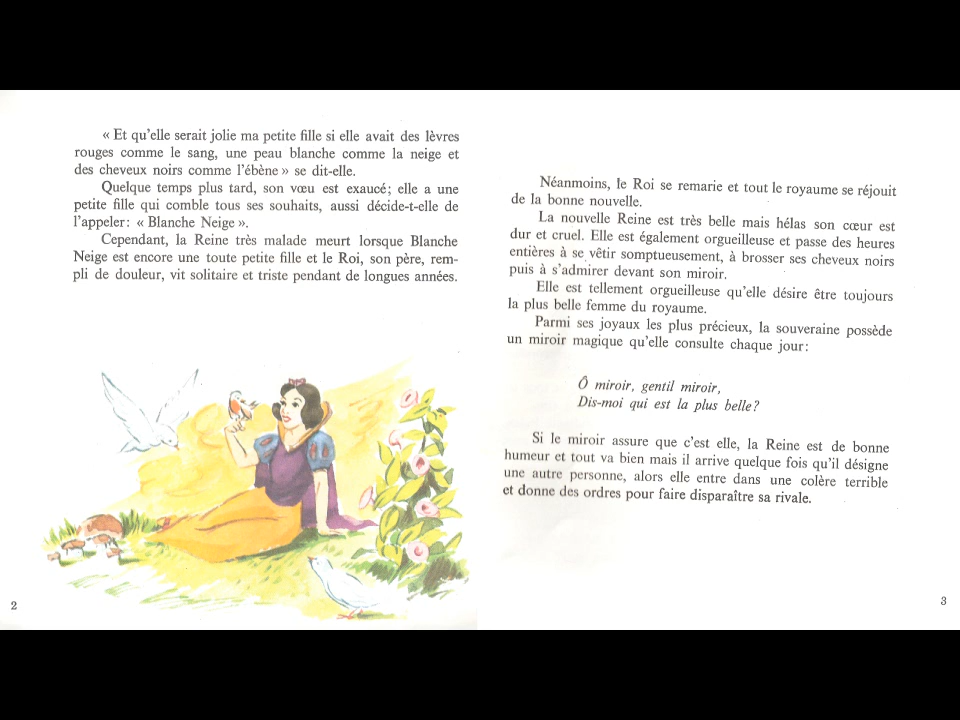 « Et qu'elle serait jolie ma petite fille si elle avait des lèvres
rouges comme le sang, une peau blanche comme la neige et
des cheveux noirs comme l'ébène » se dit-elle.
Quelque temps plus tard, son vœu est exaucé; elle a une
petite fille qui comble tous ses souhaits, aussi décide-t-elle de
l'appeler: « Blanche Neige ».
Cependant, la Reine très malade meurt lorsque Blanche
Neige est encore une toute petite fille et le Roi, son père, rem-
pli de douleur, vit solitaire et triste pendant de longues années.
2
Néanmoins, le Roi se remarie et tout le royaume se réjouit
de la bonne nouvelle.
La nouvelle Reine est très belle mais hélas son cœur est
dur et cruel. Elle est également orgueilleuse et passe des heures
entières à se vêtir somptueusement, à brosser ses cheveux noirs
puis à s'admirer devant son miroir.
Elle est tellement orgueilleuse qu'elle désire être toujours
la plus belle femme du royaume.
Parmi ses joyaux les plus précieux, la souveraine possède
un miroir magique qu'elle consulte chaque jour:
Ô miroir, gentil miroir,
Dis-moi qui est la plus belle?
Si le miroir assure que c'est elle, la Reine est de bonne
humeur et tout va bien mais il arrive quelque fois qu'il désigne
une autre personne, alors elle entre dans une colère terrible
et donne des ordres pour faire disparaître sa rivale.
3